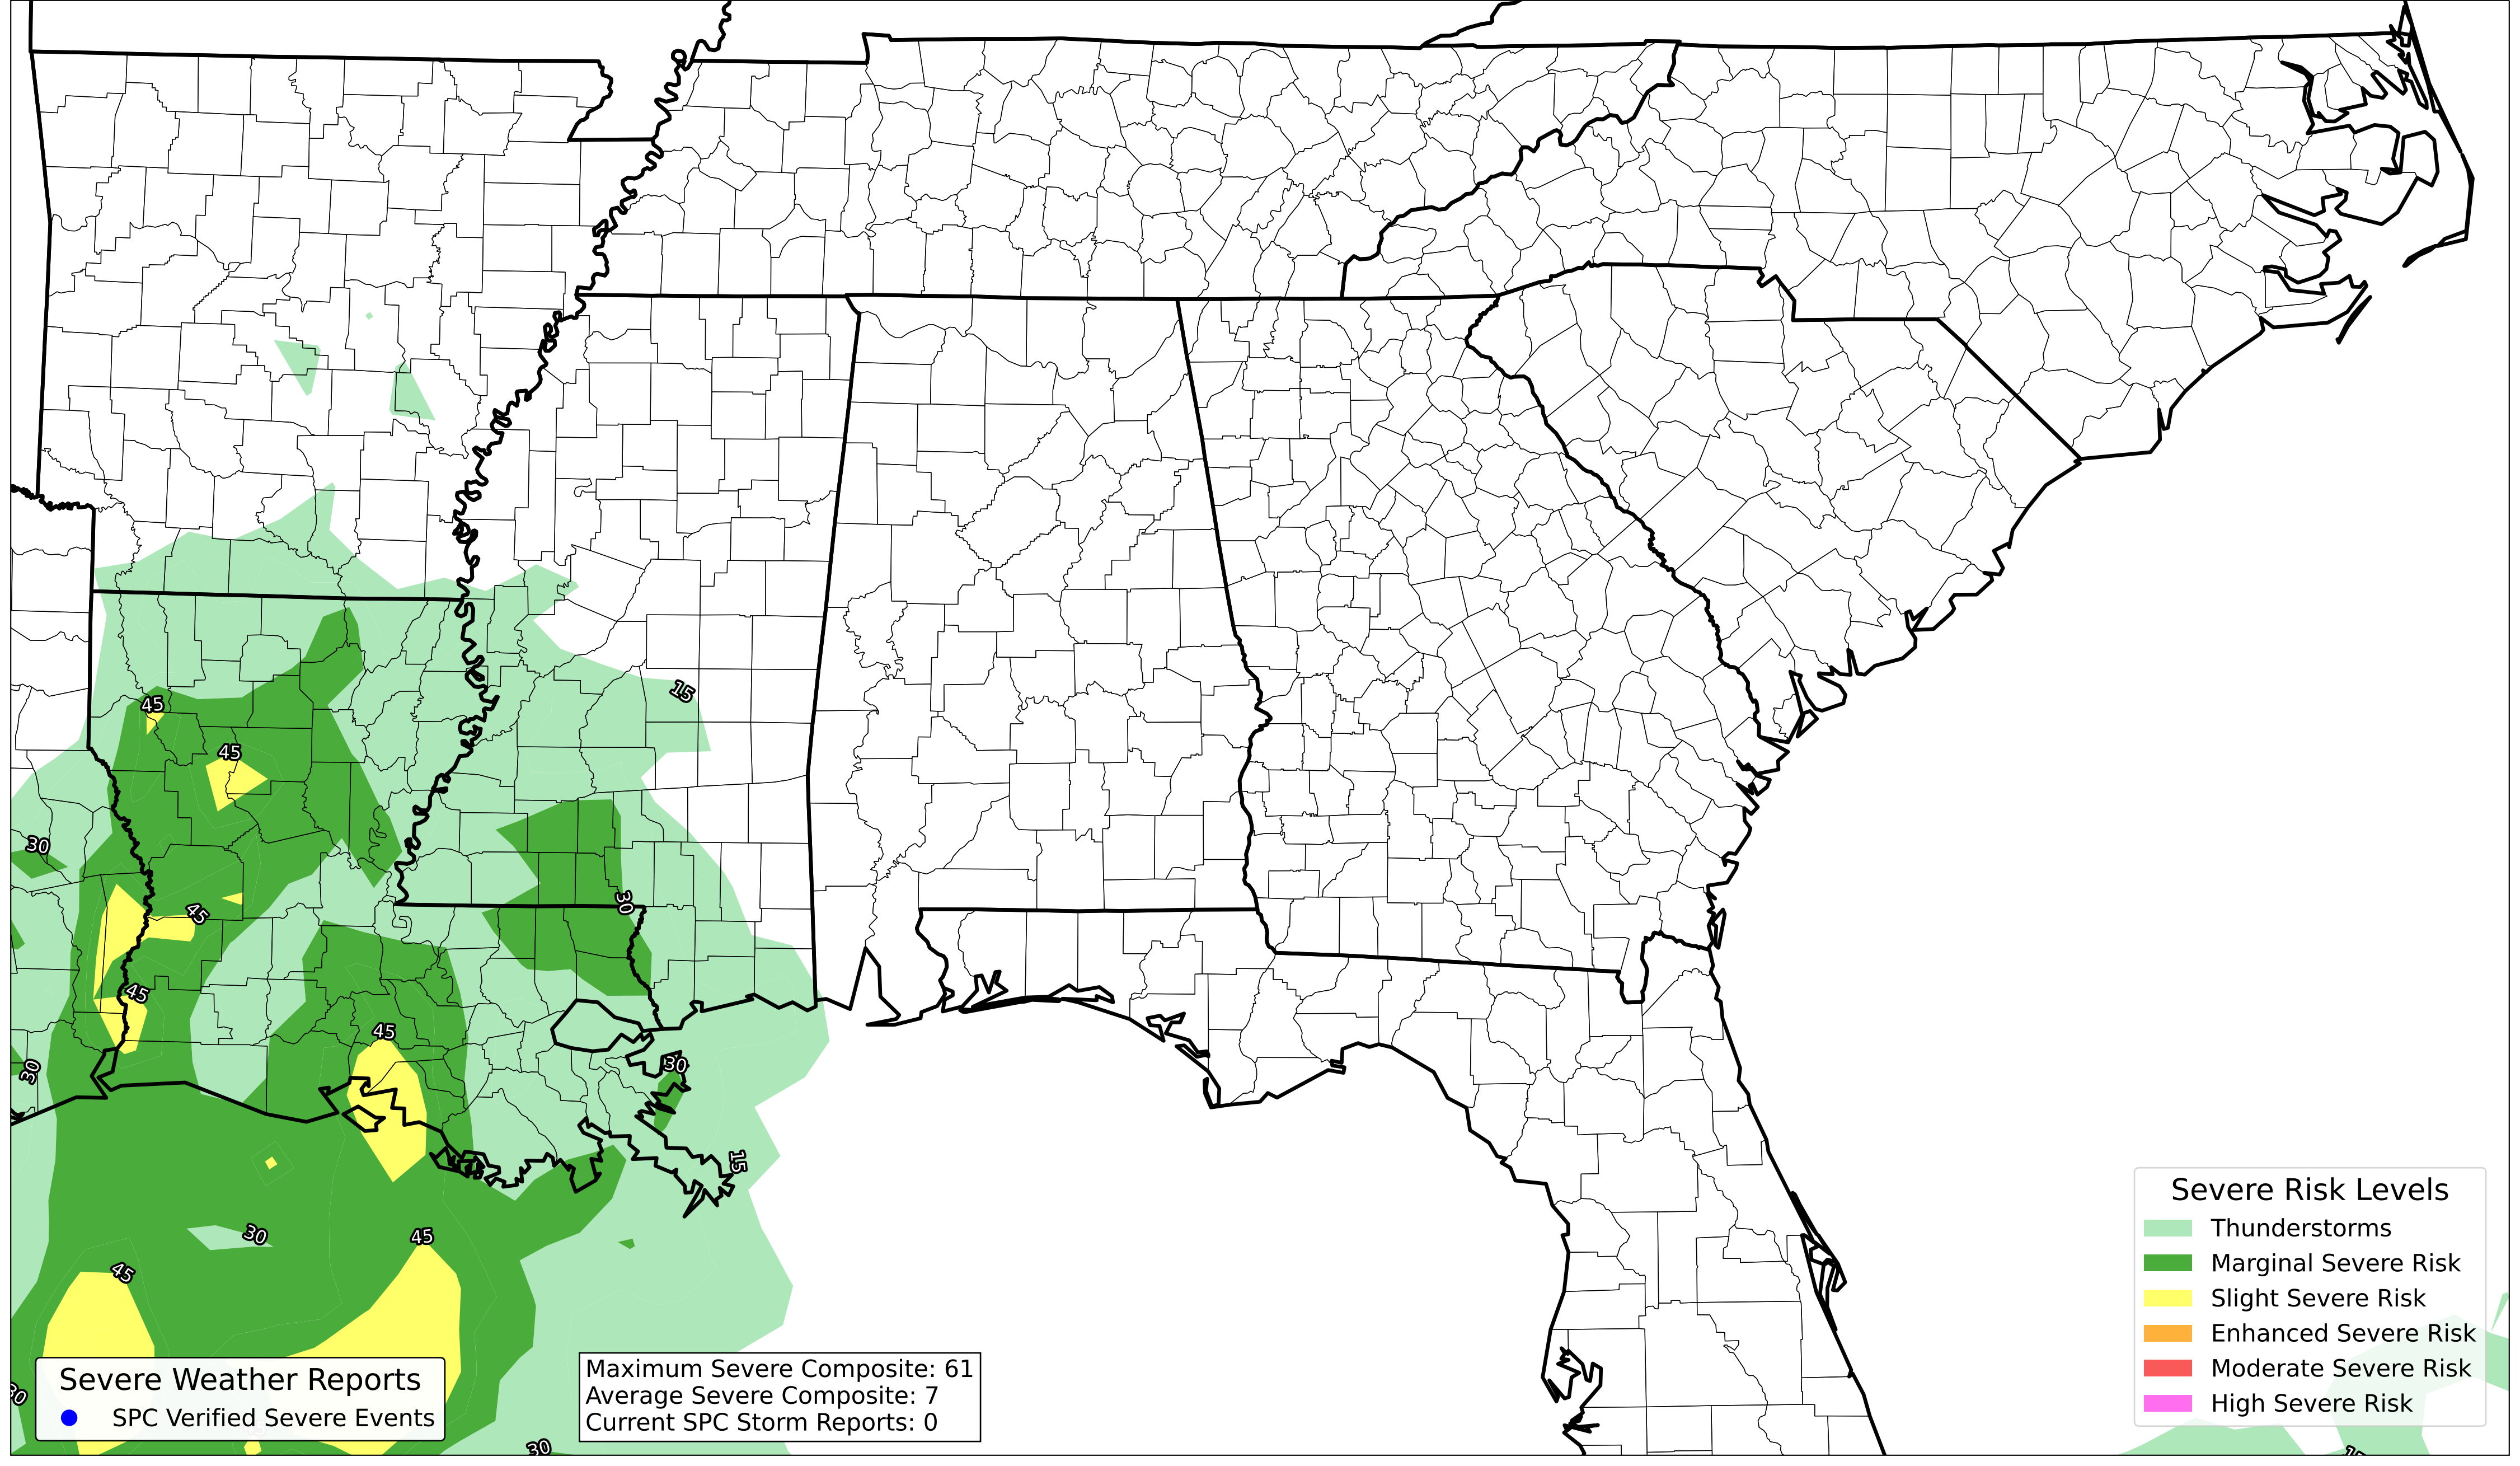 15
45
45
30
30
45
45
45
30
30
15
30
45
45
30
30
Severe Weather Reports
SPC Verified Severe Events
Maximum Severe Composite: 61
Average Severe Composite: 7
Current SPC Storm Reports: 0
Severe Risk Levels
Thunderstorms
Marginal Severe Risk
Slight Severe Risk
Enhanced Severe Risk
Moderate Severe Risk
High Severe Risk